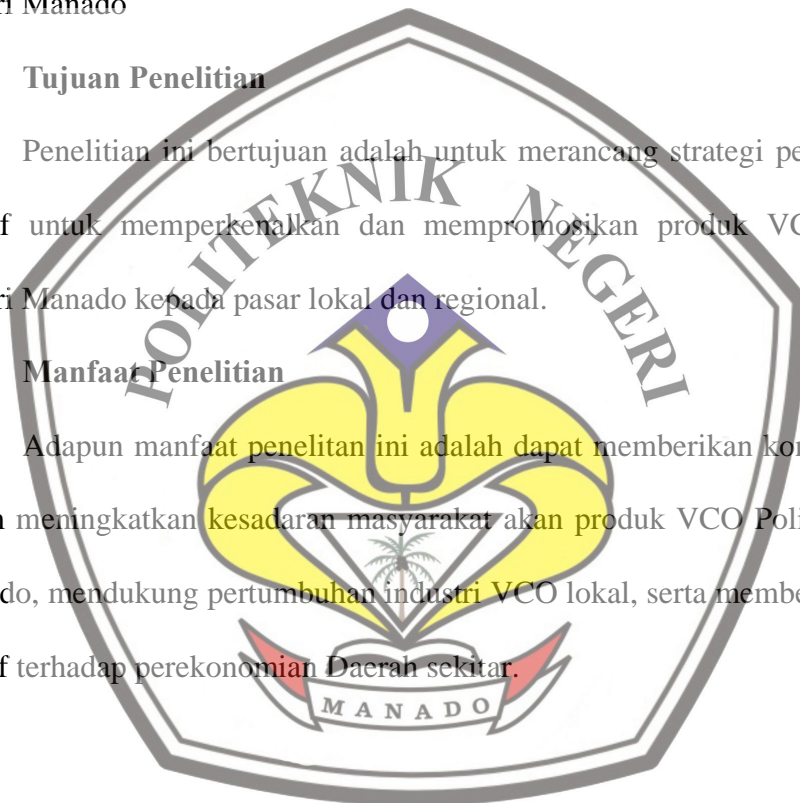 ri Manado
Tujuan Penelitian
Penelitian ini bertujuan adalah untuk merancang strategi pe
f untuk memperkenalkan dan mempromosikan produk VC
ri Manado kepada pasar lokal dan regional.
Manfaat Penelitian
Adapun manfaat penelitan ini adalah dapat memberikan kon
n meningkatkan kesadaran masyarakat akan produk VCO Poli
do, mendukung pertumbuhan industri VCO lokal, serta membe
f terhadap perekonomian Daerah sekitar.
POLITEKNIK NEGERI
MANADO